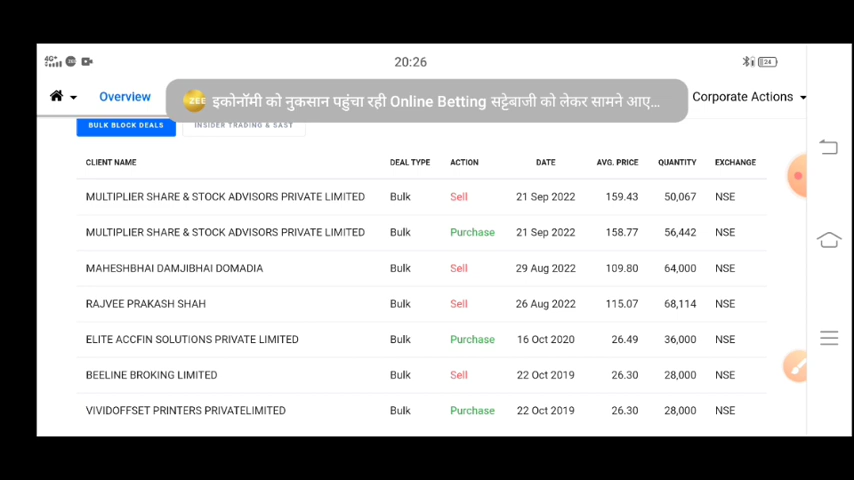 4G+ 20:26 24
Overview Corporate Actions
ZEE इकोनॉमी को नुकसान पहुंचा रही Online Betting सट्टेबाजी को लेकर सामने आए...
BULK BLOCK DEALS INSIDER TRADING & SAST
CLIENT NAME DEAL TYPE ACTION DATE AVG. PRICE QUANTITY EXCHANGE
MULTIPLIER SHARE & STOCK ADVISORS PRIVATE LIMITED Bulk Sell 21 Sep 2022 159.43 50,067 NSE
MULTIPLIER SHARE & STOCK ADVISORS PRIVATE LIMITED Bulk Purchase 21 Sep 2022 158.77 56,442 NSE
MAHESHBHAI DAMJIBHAI DOMADIA Bulk Sell 29 Aug 2022 109.80 64,000 NSE
RAJVEE PRAKASH SHAH Bulk Sell 26 Aug 2022 115.07 68,114 NSE
ELITE ACCFIN SOLUTIONS PRIVATE LIMITED Bulk Purchase 16 Oct 2020 26.49 36,000 NSE
BEELINE BROKING LIMITED Bulk Sell 22 Oct 2019 26.30 28,000 NSE
VIVIDOFFSET PRINTERS PRIVATELIMITED Bulk Purchase 22 Oct 2019 26.30 28,000 NSE